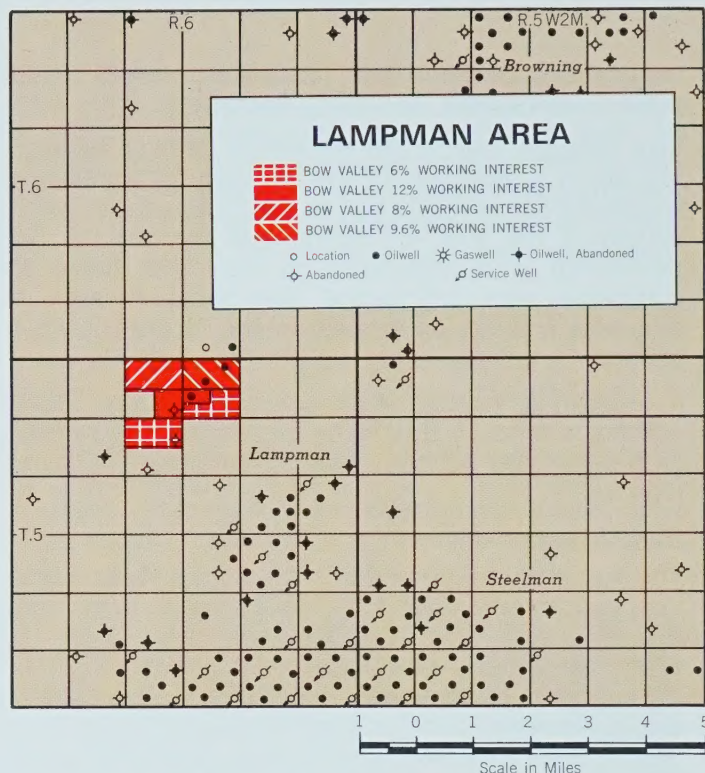 R.6
R.5 W2M.
Browning
LAMPMAN AREA
BOW VALLEY 6% WORKING INTEREST
BOW VALLEY 12% WORKING INTEREST
BOW VALLEY 8% WORKING INTEREST
BOW VALLEY 9.6% WORKING INTEREST
Location Oilwell Gaswell Oilwell, Abandoned
Abandoned Service Well
T.6
Lampman
T.5
Steelman
1 0 1 2 3 4 5
Scale in Miles